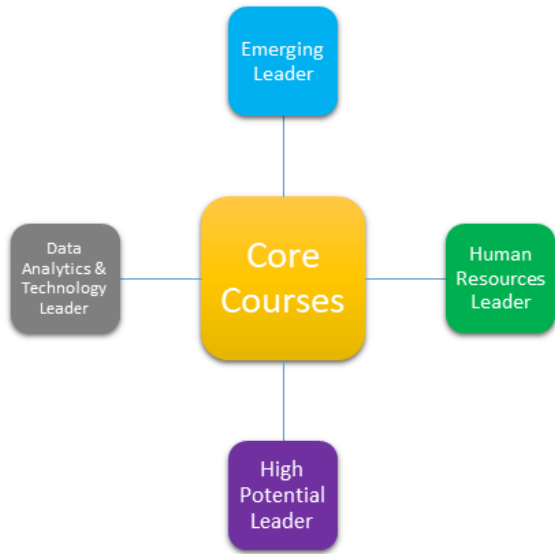 Emerging
Leader
Data
Analytics &
Technology
Leader
Core
Courses
Human
Resources
Leader
High
Potential
Leader